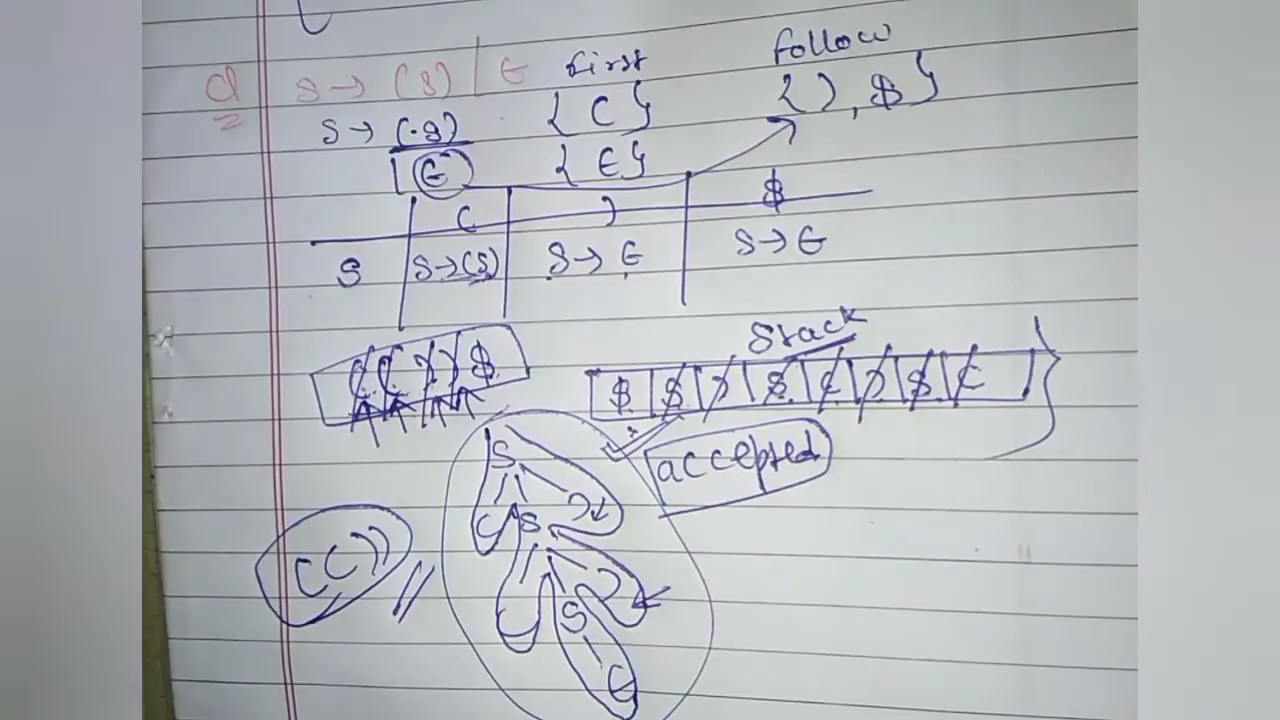 Q S → (S) | ε First Follow
S → (·S) { ( } { ), $ }
| ε { ε }
( ) $
S S→(S) S→ ε S→ε
Stack
( ( ) ) $ $ S ) S ( ) S (
accepted
S
( S )
(())
( S )
ε